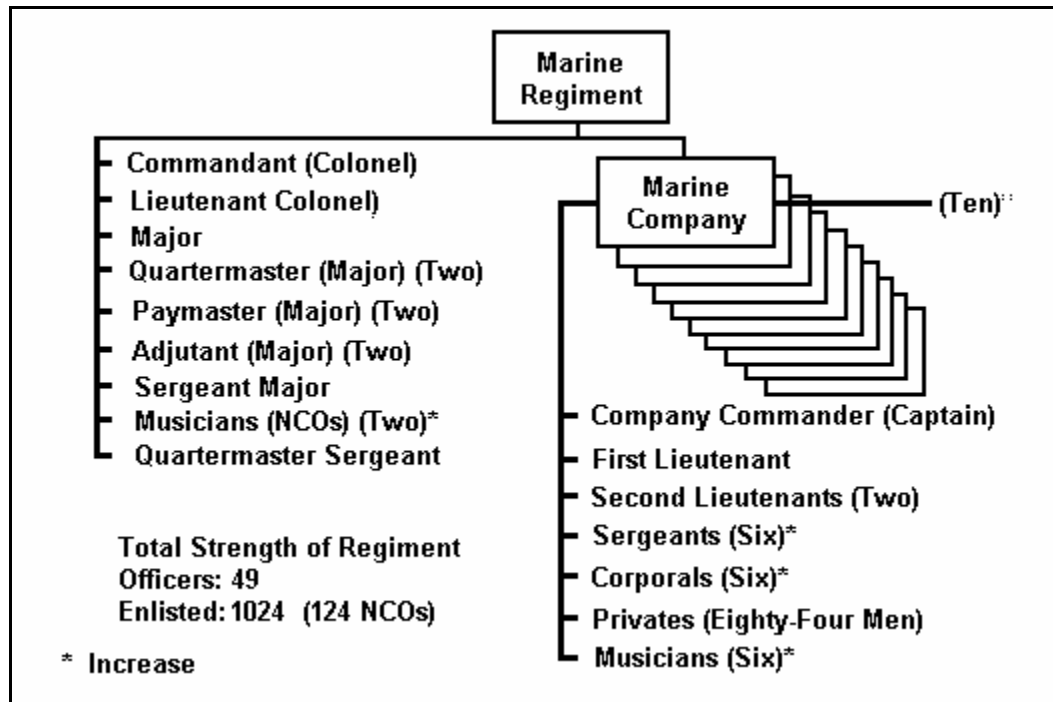 Marine
Regiment
Commandant (Colonel)
Lieutenant Colonel)
Major
Quartermaster (Major) (Two)
Paymaster (Major) (Two)
Adjutant (Major) (Two)
Sergeant Major
Musicians (NCOs) (Two)*
Quartermaster Sergeant
Total Strength of Regiment
Officers: 49
Enlisted: 1024 (124 NCOs)
* Increase
Marine
Company
(Ten)
Company Commander (Captain)
First Lieutenant
Second Lieutenants (Two)
Sergeants (Six)*
Corporals (Six)*
Privates (Eighty-Four Men)
Musicians (Six)*